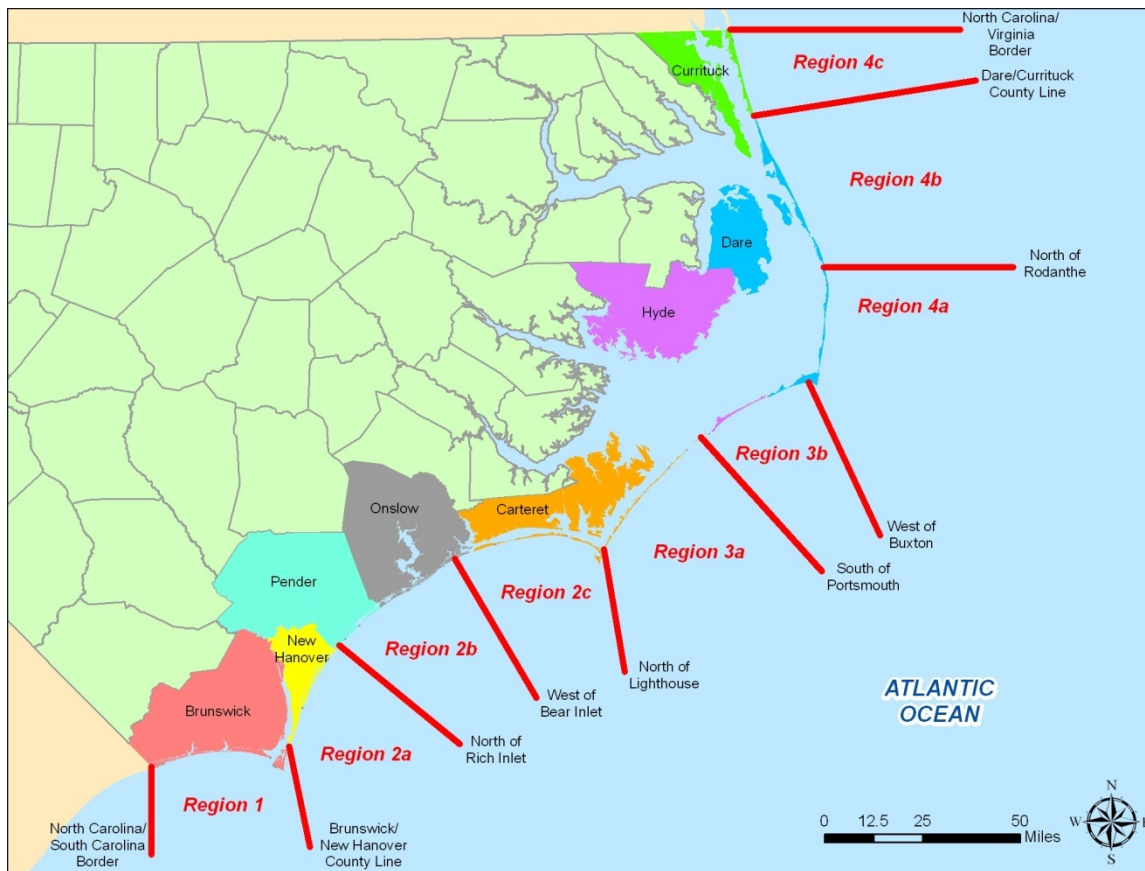 North Carolina/
Virginia
Border
Region 4c
Currituck
Dare/Currituck
County Line
Region 4b
Dare
North of
Rodanthe
Region 4a
Hyde
Region 3b
West of
Buxton
South of
Portsmouth
Onslow
Carteret
Region 3a
Region 2c
North of
Lighthouse
Pender
New
Hanover
Region 2b
West of
Bear Inlet
ATLANTIC
OCEAN
Brunswick
North of
Rich Inlet
Region 2a
Region 1
North Carolina/
South Carolina
Border
Brunswick/
New Hanover
County Line
0 12.5 25 50
Miles
N
W E
S